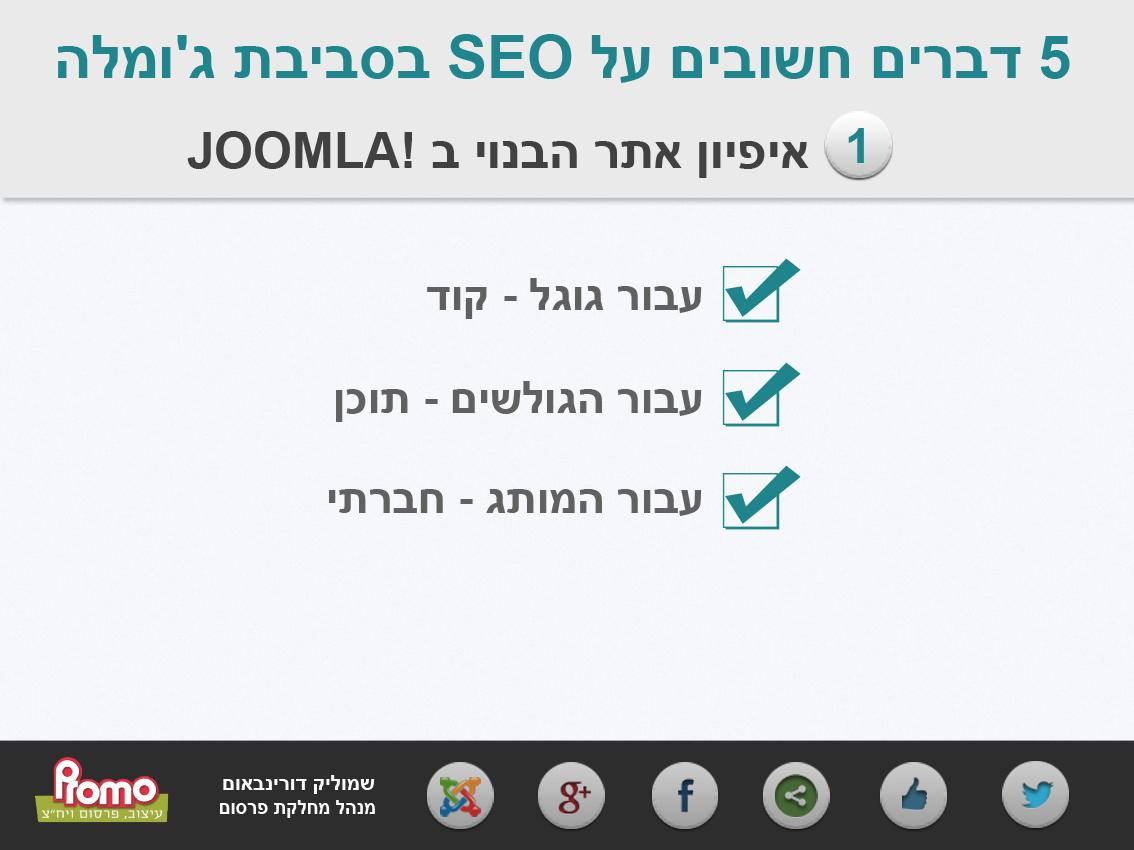 5 דברים חשובים על SEO בסביבת ג'ומלה
1 איפיון אתר הבנוי ב JOOMLA!
עבור גוגל - קוד
עבור הגולשים - תוכן
עבור המותג - חברתי
שמוליק דורינבאום
מנהל מחלקת פרסום
Promo
עיצוב, פרסום ויח"צ
g+
f